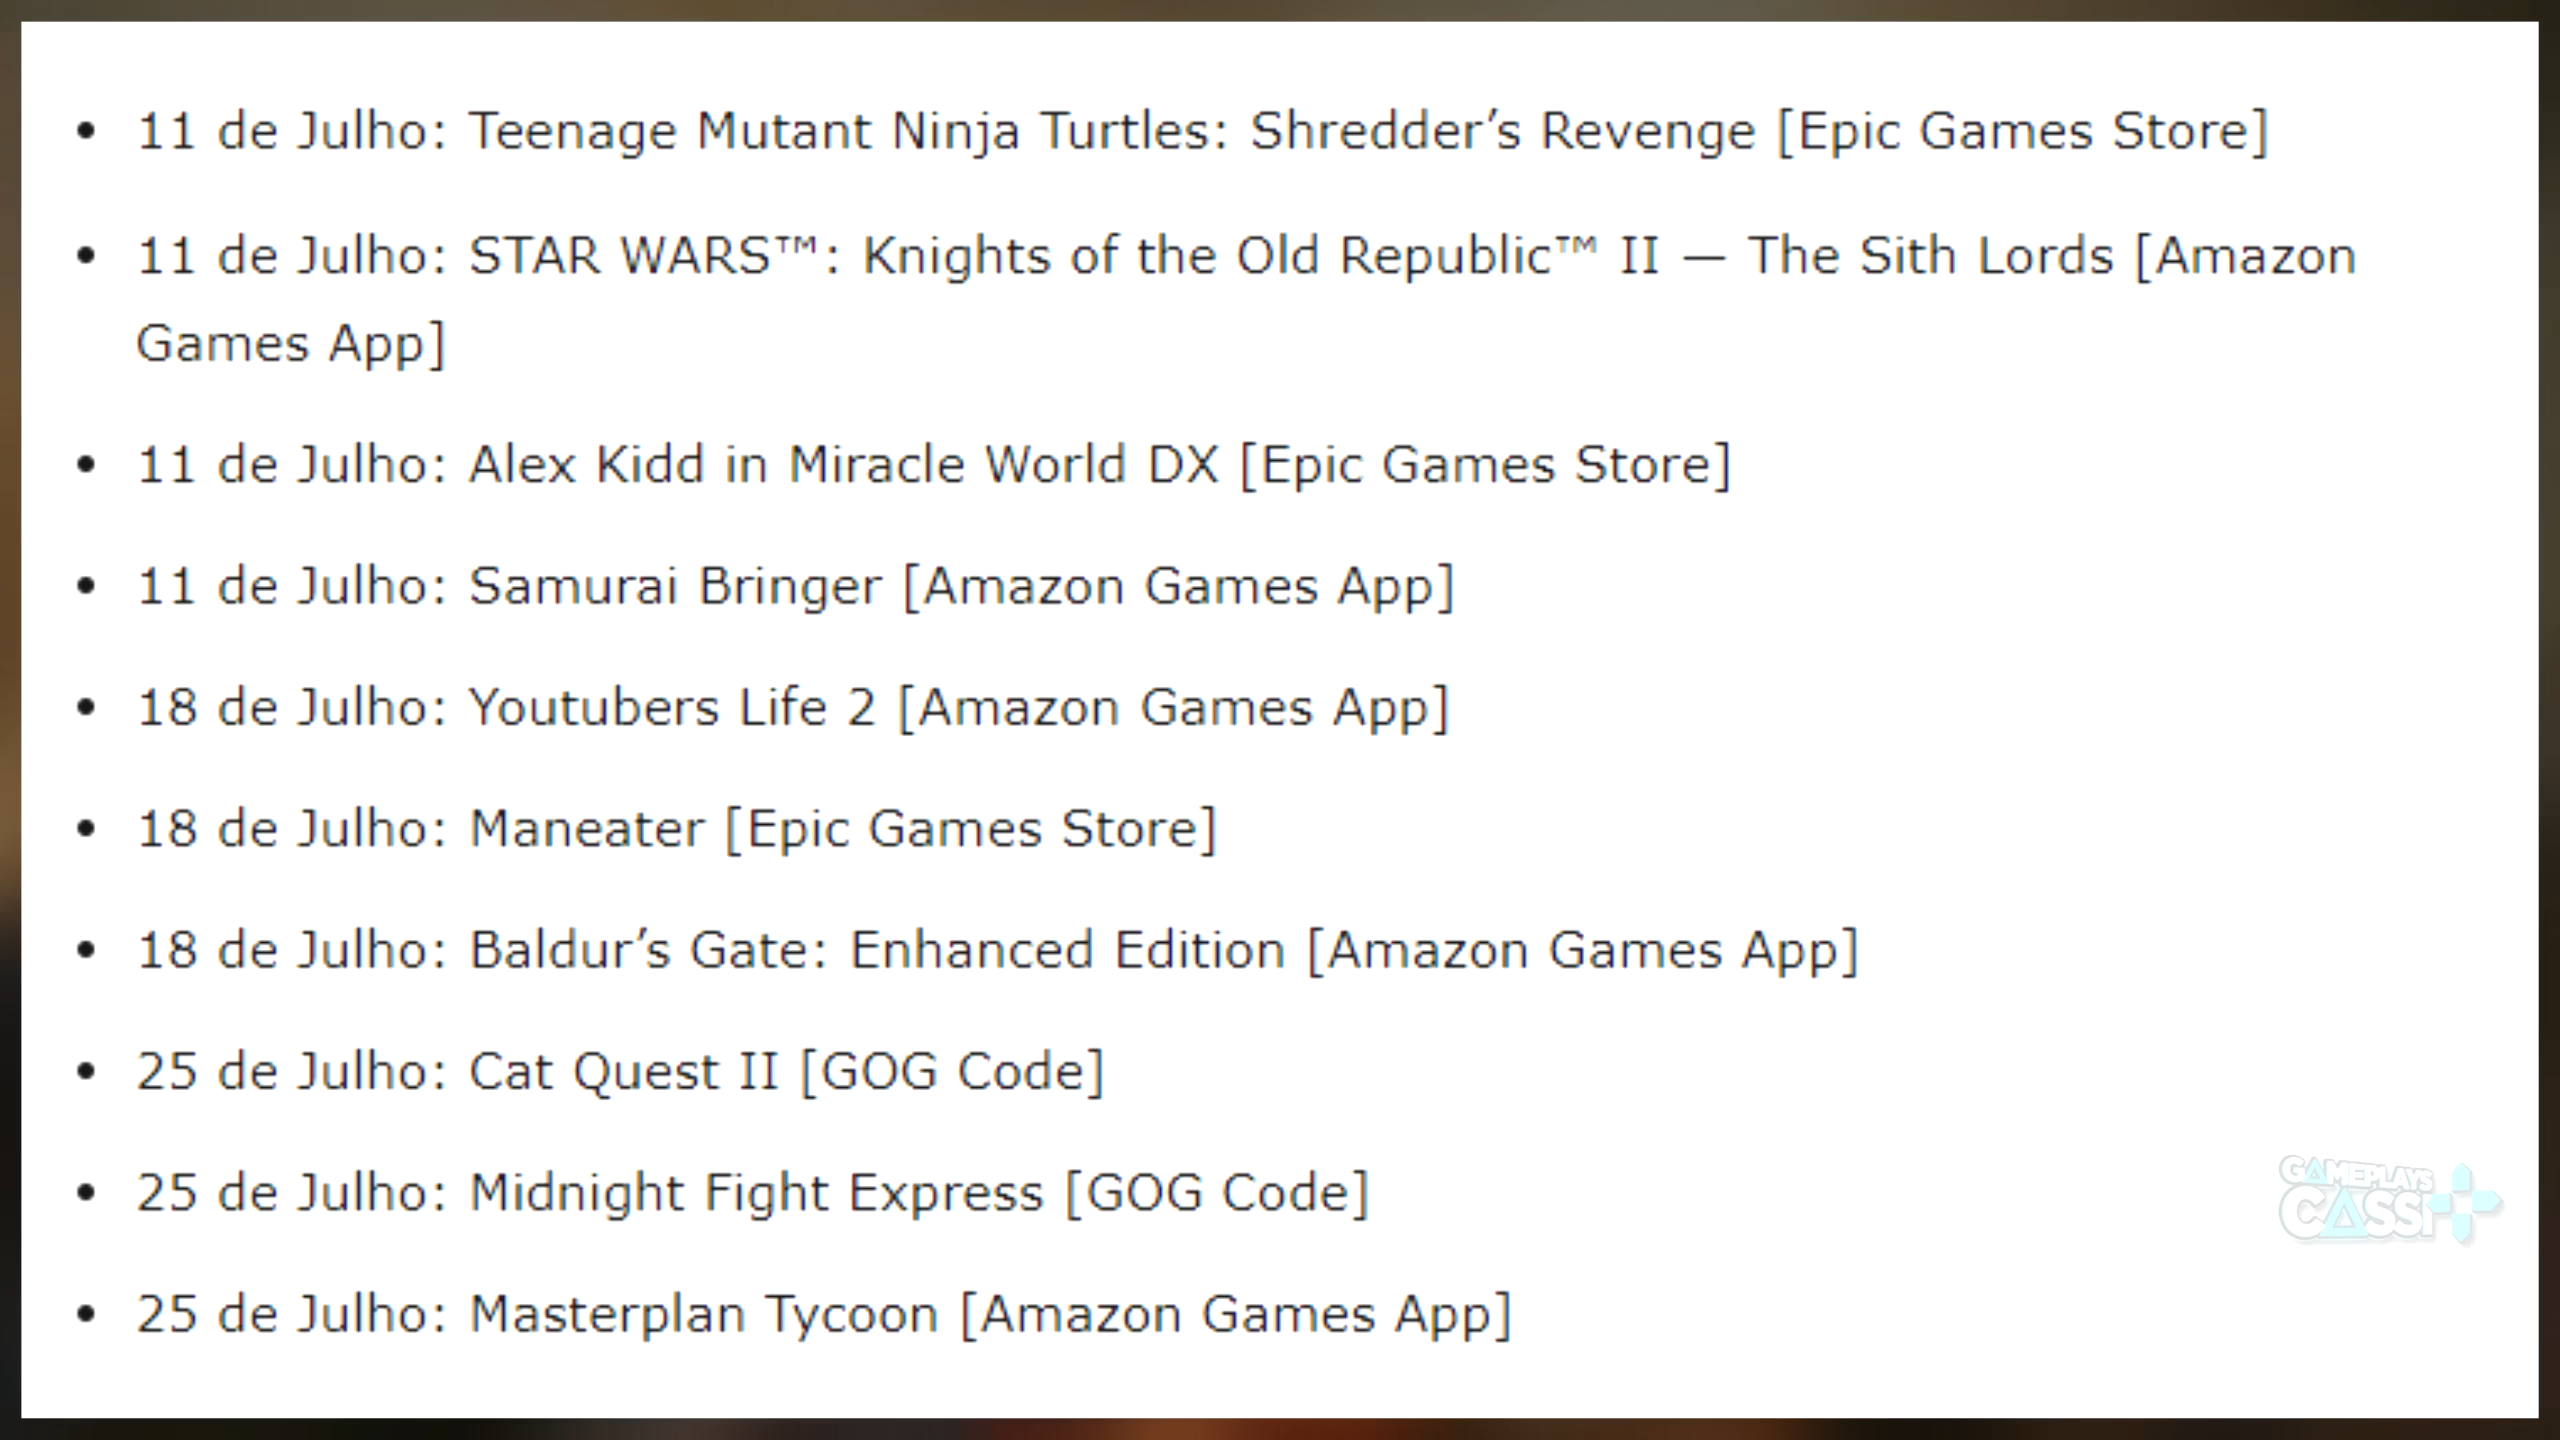 • 11 de Julho: Teenage Mutant Ninja Turtles: Shredder’s Revenge [Epic Games Store]
• 11 de Julho: STAR WARS™: Knights of the Old Republic™ II — The Sith Lords [Amazon
Games App]
• 11 de Julho: Alex Kidd in Miracle World DX [Epic Games Store]
• 11 de Julho: Samurai Bringer [Amazon Games App]
• 18 de Julho: Youtubers Life 2 [Amazon Games App]
• 18 de Julho: Maneater [Epic Games Store]
• 18 de Julho: Baldur’s Gate: Enhanced Edition [Amazon Games App]
• 25 de Julho: Cat Quest II [GOG Code]
• 25 de Julho: Midnight Fight Express [GOG Code]
• 25 de Julho: Masterplan Tycoon [Amazon Games App]
GAMEPLAYS
CASSI